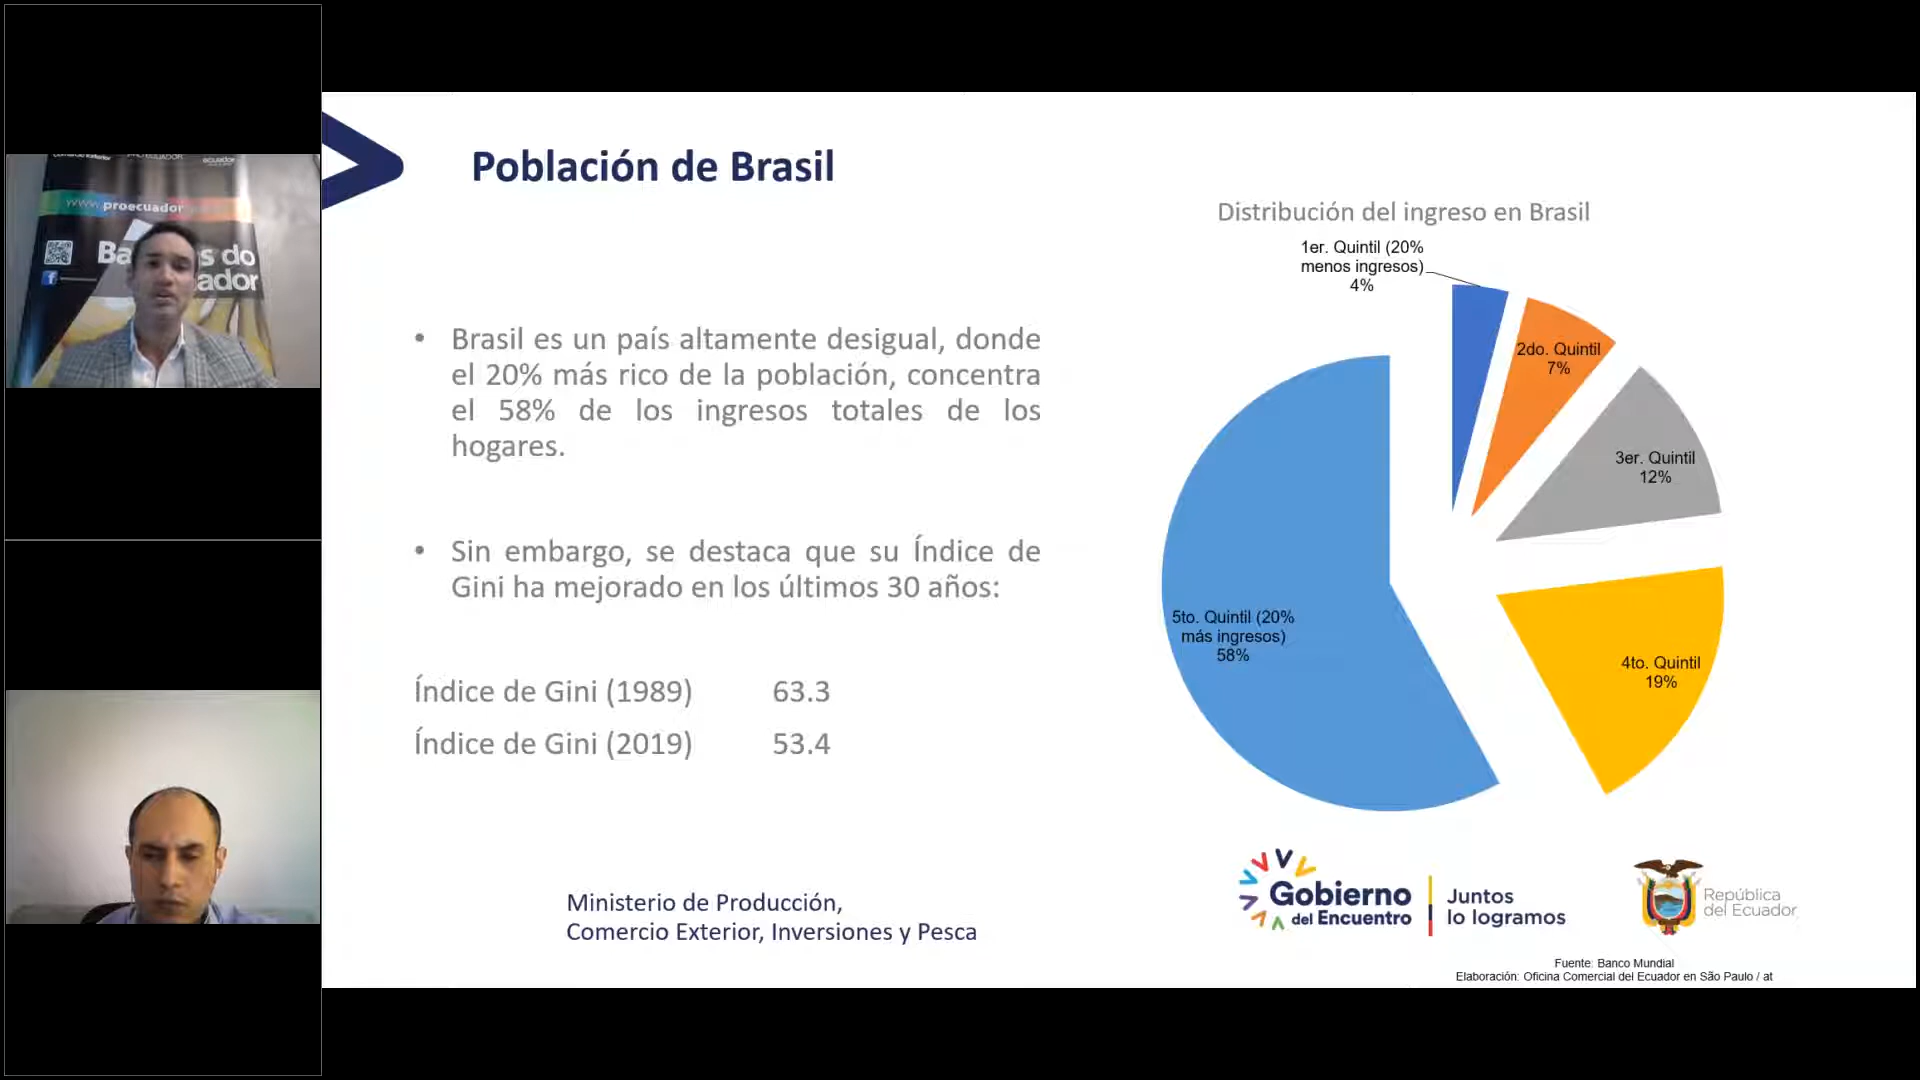 www.proecuador
Ba s do
ador
Población de Brasil
• Brasil es un país altamente desigual, donde
el 20% más rico de la población, concentra
el 58% de los ingresos totales de los
hogares.
• Sin embargo, se destaca que su Índice de
Gini ha mejorado en los últimos 30 años:
Índice de Gini (1989) 63.3
Índice de Gini (2019) 53.4
Distribución del ingreso en Brasil
1er. Quintil (20%
menos ingresos)
4%
2do. Quintil
7%
3er. Quintil
12%
4to. Quintil
19%
5to. Quintil (20%
más ingresos)
58%
Ministerio de Producción,
Comercio Exterior, Inversiones y Pesca
Gobierno
del Encuentro
Juntos
lo logramos
República
del Ecuador
Fuente: Banco Mundial
Elaboración: Oficina Comercial del Ecuador en São Paulo / at